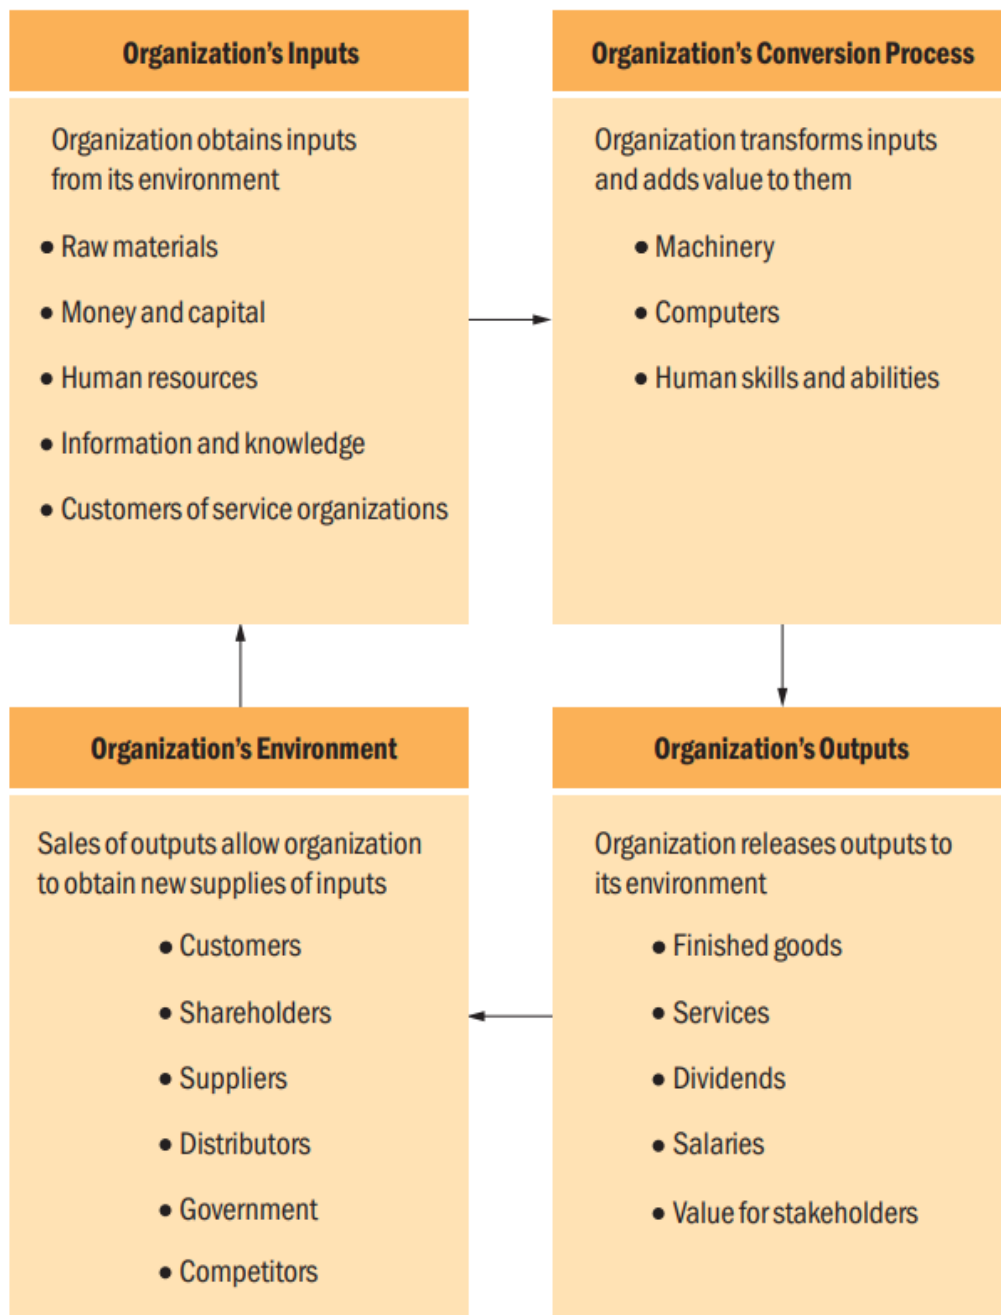 Organization’s Inputs
Organization obtains inputs
from its environment
• Raw materials
• Money and capital
• Human resources
• Information and knowledge
• Customers of service organizations
Organization’s Conversion Process
Organization transforms inputs
and adds value to them
• Machinery
• Computers
• Human skills and abilities
Organization’s Environment
Sales of outputs allow organization
to obtain new supplies of inputs
• Customers
• Shareholders
• Suppliers
• Distributors
• Government
• Competitors
Organization’s Outputs
Organization releases outputs to
its environment
• Finished goods
• Services
• Dividends
• Salaries
• Value for stakeholders